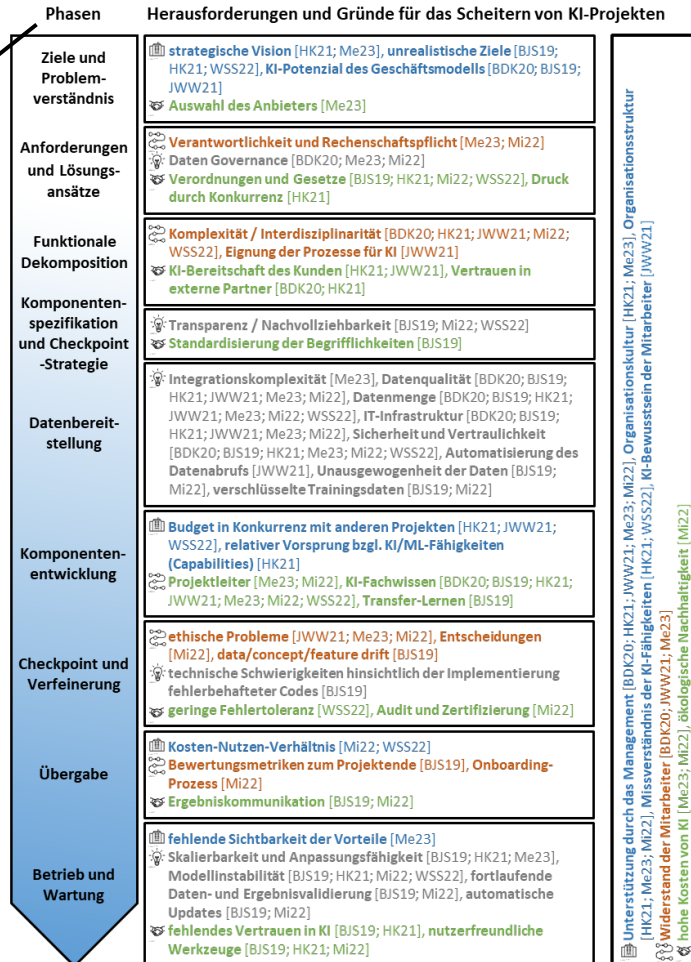 Phasen
Herausforderungen und Gründe für das Scheitern von KI-Projekten
Ziele und
Problem-
verständnis
strategische Vision [HK21; Me23], unrealistische Ziele [BJS19;
HK21; WSS22], KI-Potenzial des Geschäftsmodells [BDK20; BJS19;
JWW21]
Auswahl des Anbieters [Me23]
Anforderungen
und Lösungs-
ansätze
Verantwortlichkeit und Rechenschaftspflicht [Me23; Mi22]
Daten Governance [BDK20; Me23; Mi22]
Verordnungen und Gesetze [BJS19; HK21; Mi22; WSS22], Druck
durch Konkurrenz [HK21]
Funktionale
Dekomposition
Komplexität / Interdisziplinarität [BDK20; HK21; JWW21; Mi22;
WSS22], Eignung der Prozesse für KI [JWW21]
KI-Bereitschaft des Kunden [HK21; JWW21], Vertrauen in
externe Partner [BDK20; HK21]
Komponenten-
spezifikation
und Checkpoint
-Strategie
Transparenz / Nachvollziehbarkeit [BJS19; Mi22; WSS22]
Standardisierung der Begrifflichkeiten [BJS19]
Datenbereit-
stellung
Integrationskomplexität [Me23], Datenqualität [BDK20; BJS19;
HK21; JWW21; Me23; Mi22], Datenmenge [BDK20; BJS19; HK21;
JWW21; Me23; Mi22; WSS22], IT-Infrastruktur [BDK20; BJS19;
HK21; JWW21; Me23; Mi22], Sicherheit und Vertraulichkeit
[BDK20; BJS19; HK21; Me23; Mi22; WSS22], Automatisierung des
Datenabrufs [JWW21], Unausgewogenheit der Daten [BJS19;
Mi22], verschlüsselte Trainingsdaten [BJS19; Mi22]
Komponenten-
entwicklung
Budget in Konkurrenz mit anderen Projekten [HK21; JWW21;
WSS22], relativer Vorsprung bzgl. KI/ML-Fähigkeiten
(Capabilities) [HK21]
Projektleiter [Me23; Mi22], KI-Fachwissen [BDK20; BJS19; HK21;
JWW21; Me23; Mi22; WSS22], Transfer-Lernen [BJS19]
Checkpoint und
Verfeinerung
ethische Probleme [JWW21; Me23; Mi22], Entscheidungen
[Mi22], data/concept/feature drift [BJS19]
technische Schwierigkeiten hinsichtlich der Implementierung
fehlerbehafteter Codes [BJS19]
geringe Fehlertoleranz [WSS22], Audit und Zertifizierung [Mi22]
Übergabe
Kosten-Nutzen-Verhältnis [Mi22; WSS22]
Bewertungsmetriken zum Projektende [BJS19], Onboarding-
Prozess [Mi22]
Ergebniskommunikation [BJS19; Mi22]
Betrieb und
Wartung
fehlende Sichtbarkeit der Vorteile [Me23]
Skalierbarkeit und Anpassungsfähigkeit [BJS19; HK21; Me23],
Modellinstabilität [BJS19; HK21; Mi22; WSS22], fortlaufende
Daten- und Ergebnisvalidierung [BJS19; Mi22], automatische
Updates [BJS19; Mi22]
fehlendes Vertrauen in KI [BJS19; HK21], nutzerfreundliche
Werkzeuge [BJS19; HK21; Mi22]
Unterstützung durch das Management [BDK20; HK21; JWW21; Me23; Mi22], Organisationskultur [HK21; Me23], Organisationsstruktur
[HK21; Me23; Mi22], Missverständnis der KI-Fähigkeiten [HK21; WSS22], KI-Bewusstsein der Mitarbeiter [JWW21]
Widerstand der Mitarbeiter [BDK20; JWW21; Me23]
hohe Kosten von KI [Me23; Mi22], ökologische Nachhaltigkeit [Mi22]